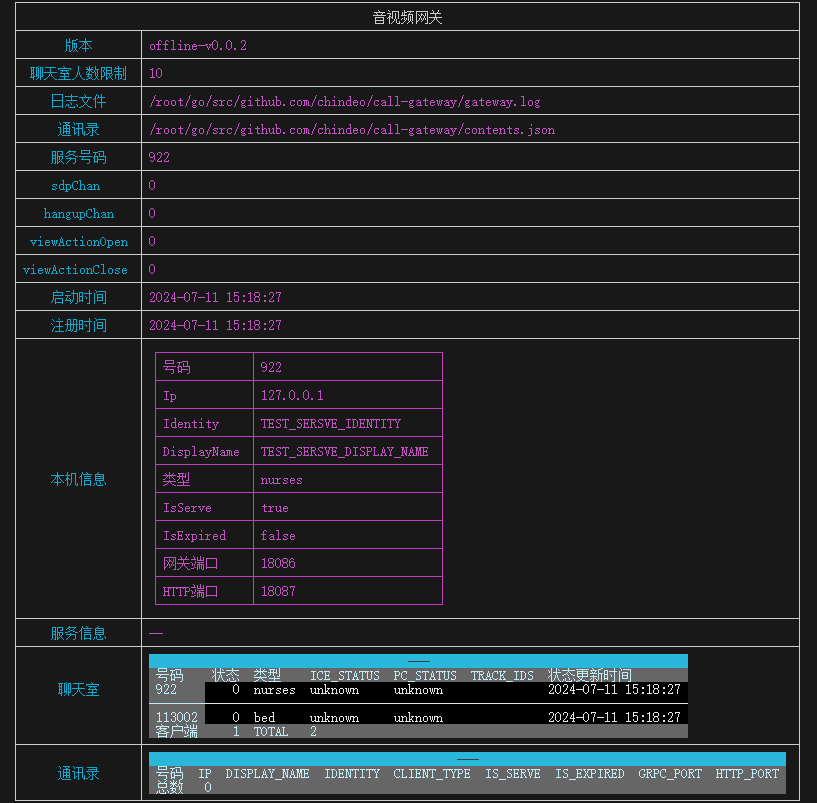 音视频网关
版本 offline-v0.0.2
聊天室人数限制 10
日志文件 /root/go/src/github.com/chindeo/call-gateway/gateway.log
通讯录 /root/go/src/github.com/chindeo/call-gateway/contents.json
服务号码 922
sdpChan 0
hangupChan 0
viewActionOpen 0
viewActionClose 0
启动时间 2024-07-11 15:18:27
注册时间 2024-07-11 15:18:27
本机信息
号码 922
Ip 127.0.0.1
Identity TEST_SERSVE_IDENTITY
DisplayName TEST_SERSVE_DISPLAY_NAME
类型 nurses
IsServe true
IsExpired false
网关端口 18086
HTTP端口 18087
服务信息 —
聊天室
——
号码 状态 类型 ICE_STATUS PC_STATUS TRACK_IDS 状态更新时间
922 0 nurses unknown unknown 2024-07-11 15:18:27
113002 0 bed unknown unknown 2024-07-11 15:18:27
客户端 1 TOTAL 2
通讯录
——
号码 IP DISPLAY_NAME IDENTITY CLIENT_TYPE IS_SERVE IS_EXPIRED GRPC_PORT HTTP_PORT
总数 0